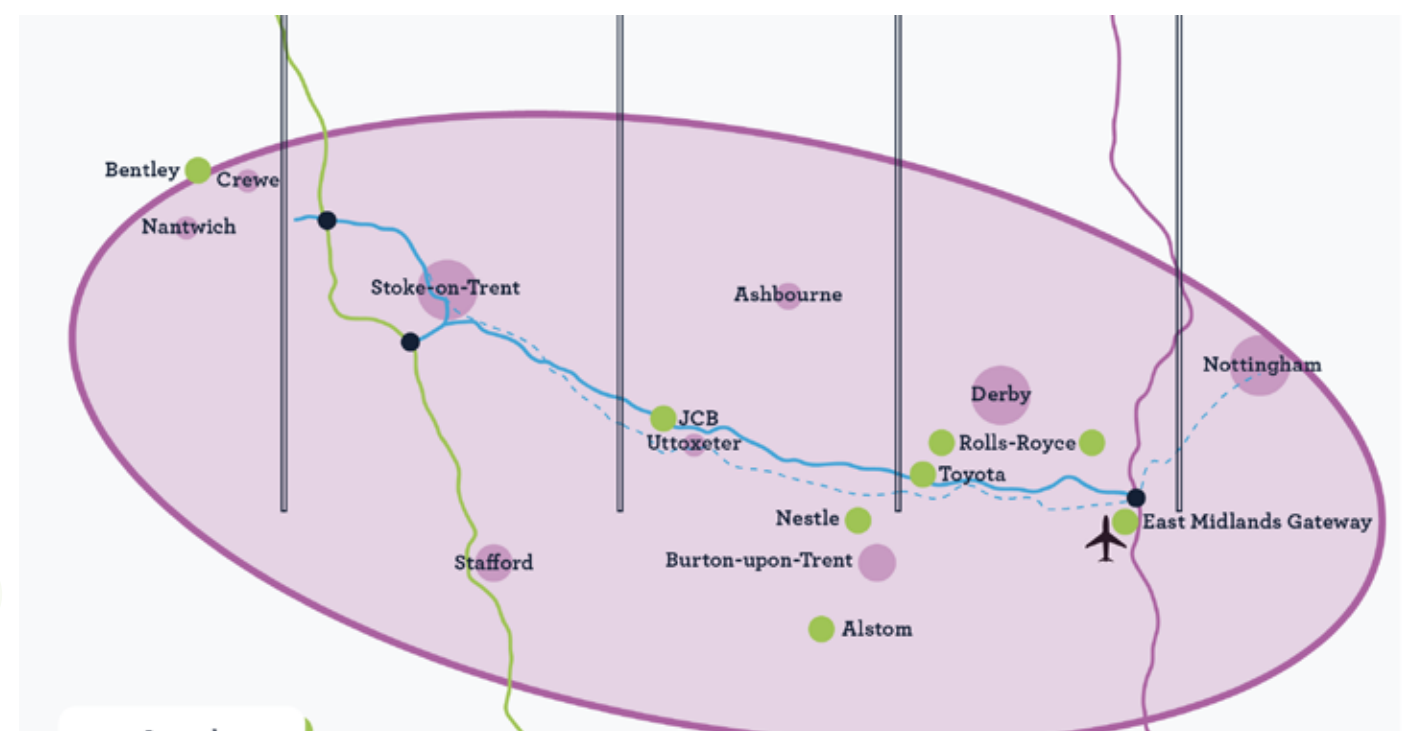 Bentley
Crewe
Nantwich
Stoke-on-Trent
Ashbourne
Nottingham
Derby
JCB
Uttoxeter
Rolls-Royce
Toyota
Nestle
East Midlands Gateway
Burton-upon-Trent
Stafford
Alstom